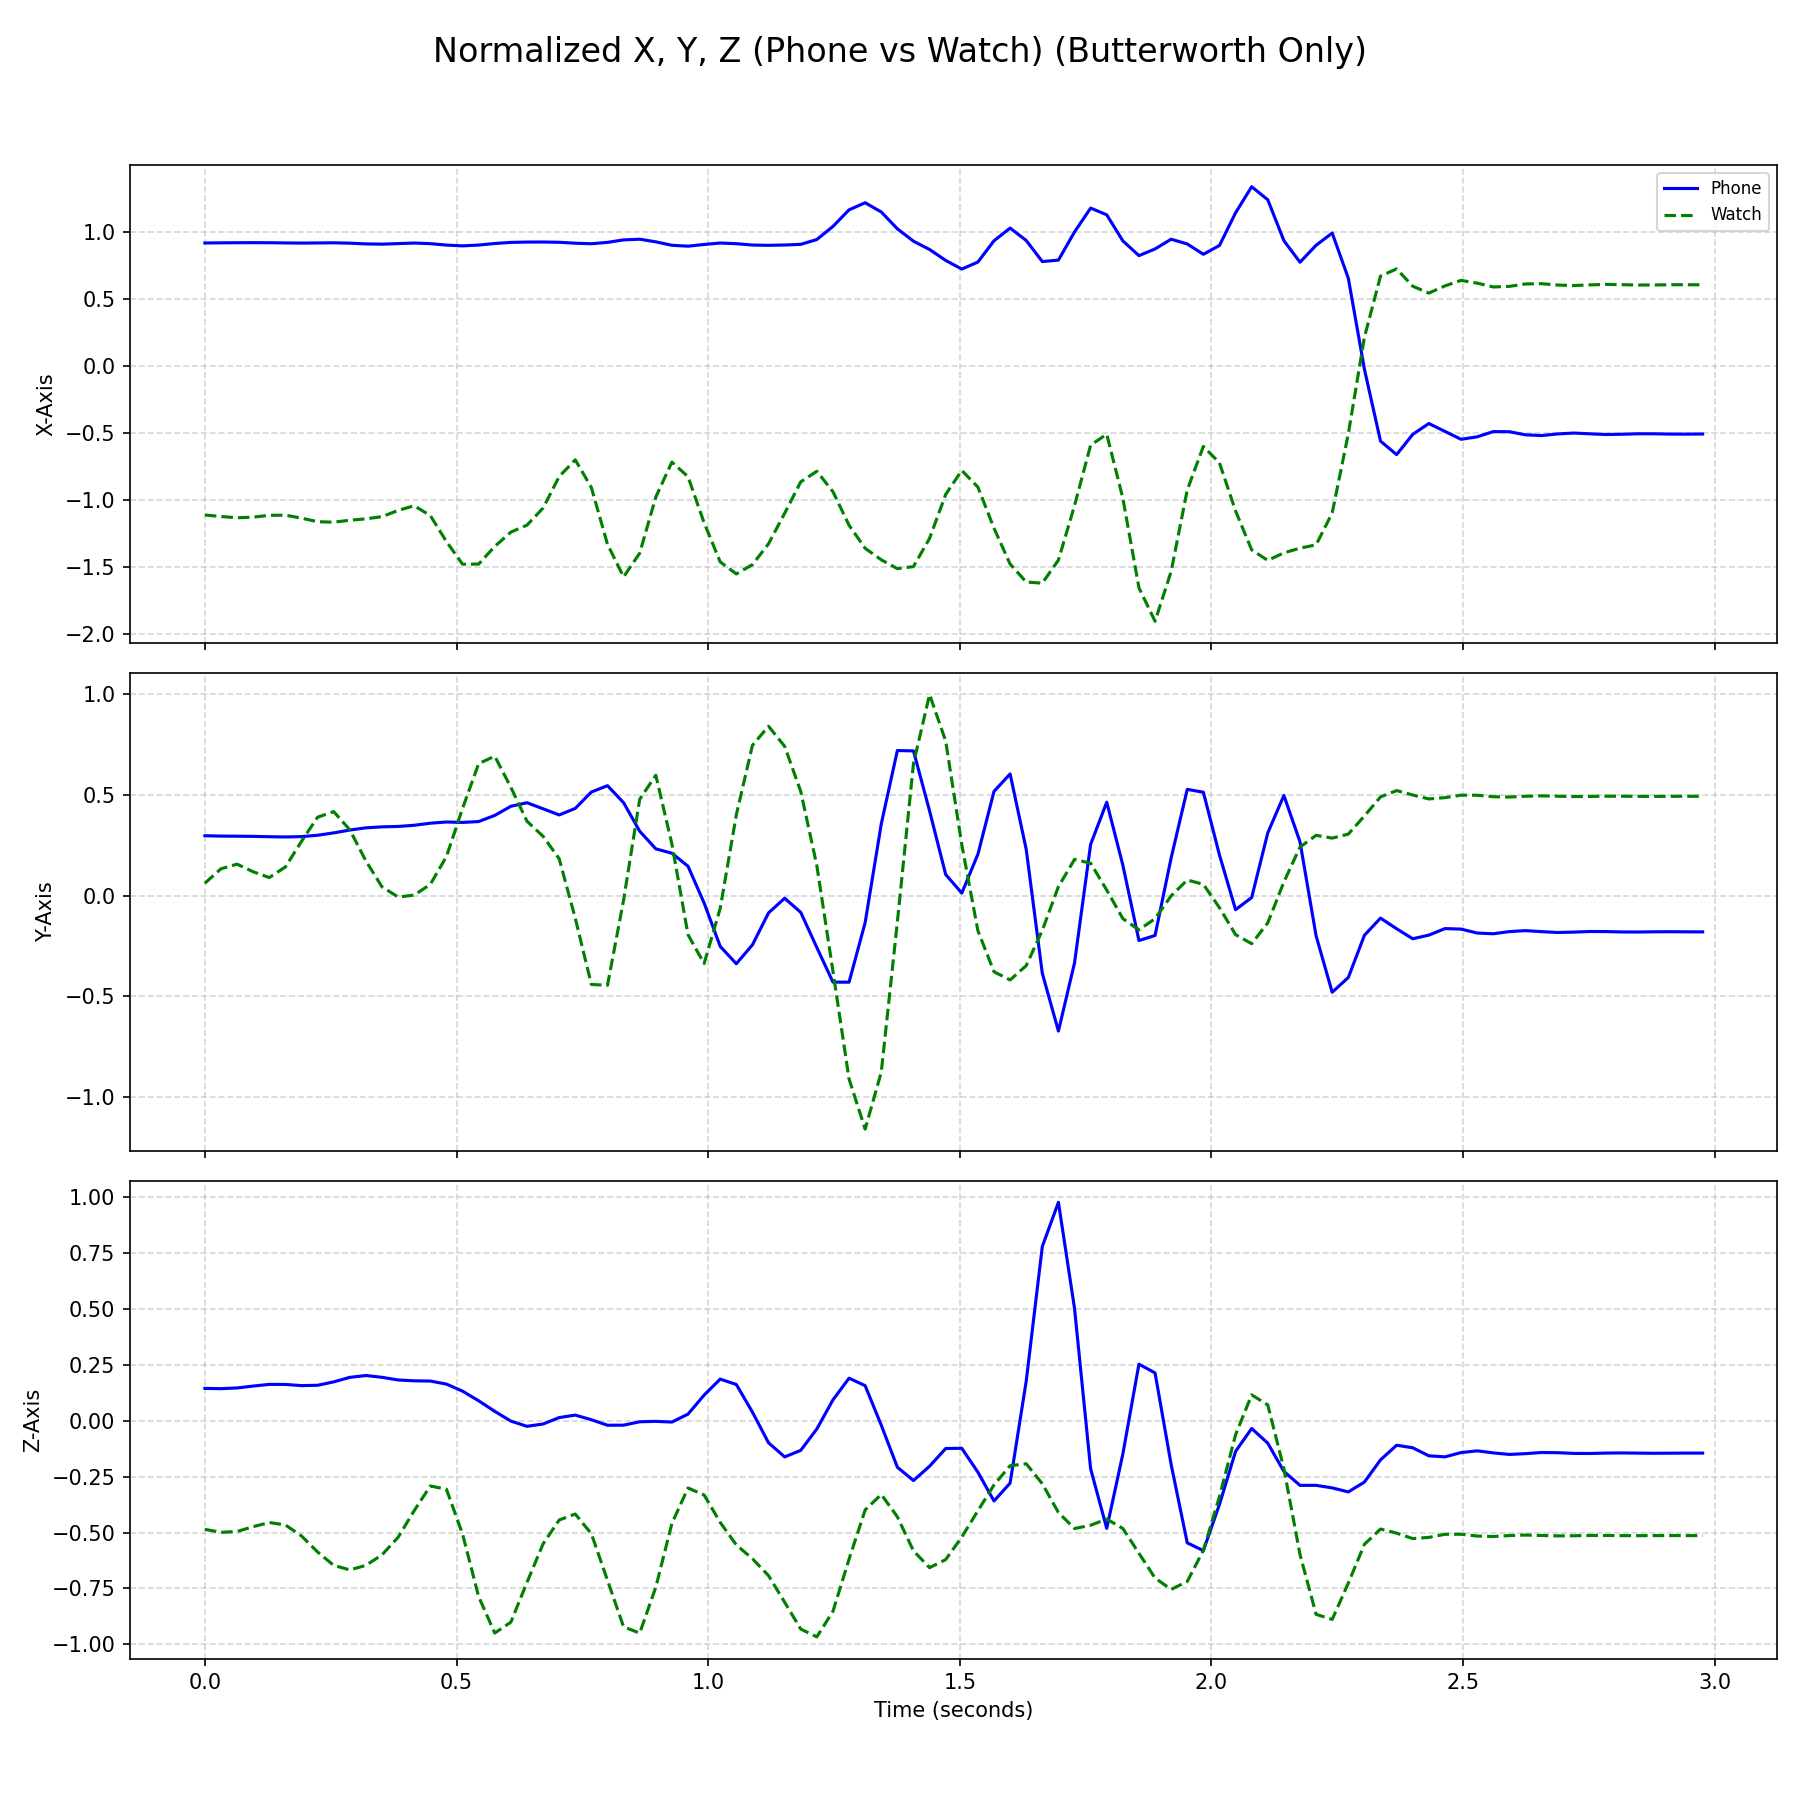 Normalized X, Y, Z (Phone vs Watch) (Butterworth Only)
Phone
Watch
X-Axis
1.0
0.5
0.0
−0.5
−1.0
−1.5
−2.0
Y-Axis
1.0
0.5
0.0
−0.5
−1.0
Z-Axis
1.00
0.75
0.50
0.25
0.00
−0.25
−0.50
−0.75
−1.00
0.0 0.5 1.0 1.5 2.0 2.5 3.0
Time (seconds)